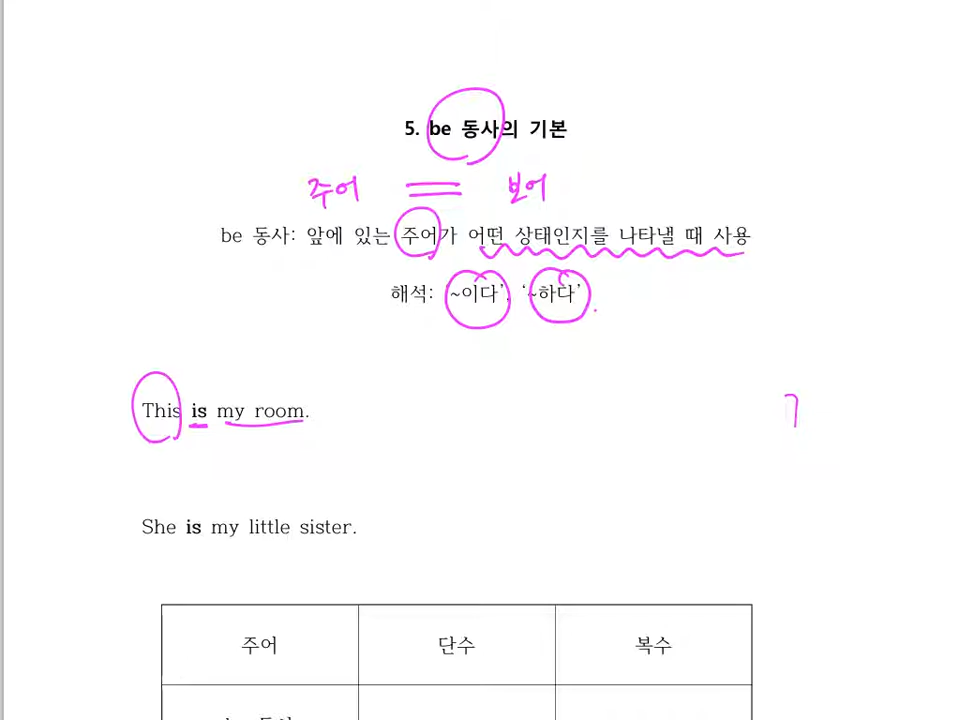 5. be 동사의 기본
주어 = 보어
be 동사: 앞에 있는 주어가 어떤 상태인지를 나타낼 때 사용
해석: '~이다', '~하다'
This is my room.
She is my little sister.
주어 단수 복수